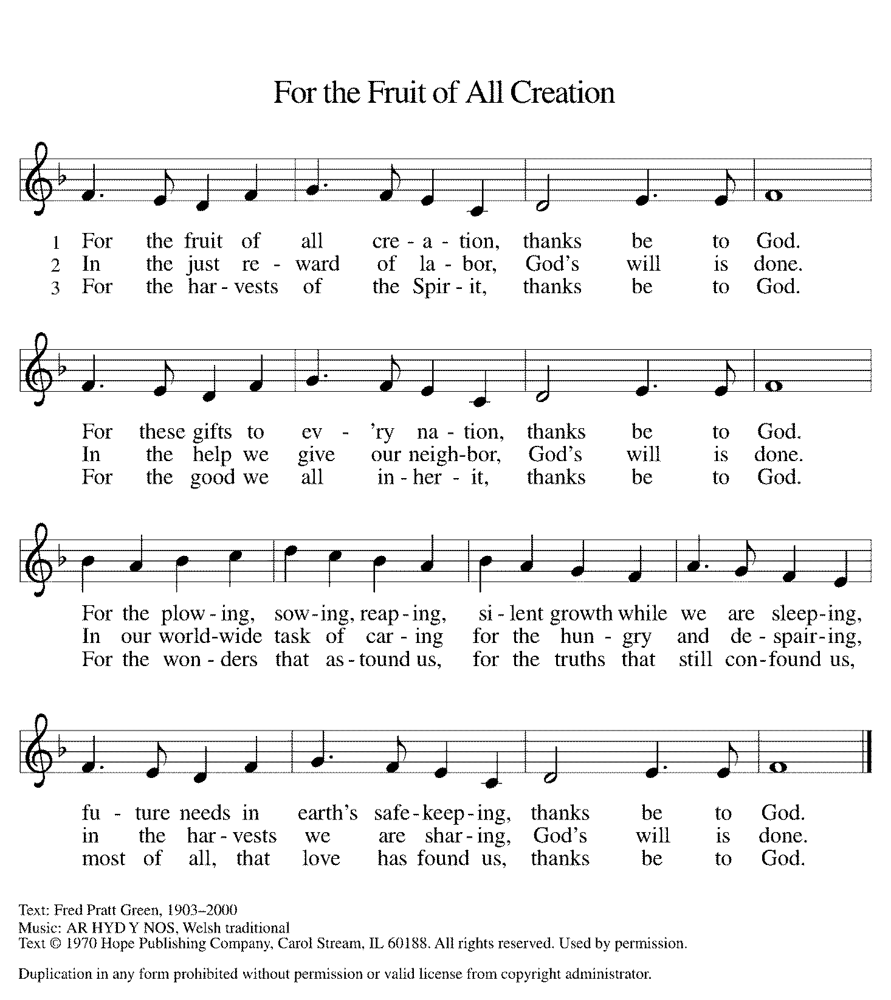 For the Fruit of All Creation
1 For the fruit of all cre - a - tion, thanks be to God.
2 In the just re - ward of la - bor, God's will is done.
3 For the har - vests of the Spir - it, thanks be to God.
For these gifts to ev - 'ry na - tion, thanks be to God.
In the help we give our neigh-bor, God's will is done.
For the good we all in - her - it, thanks be to God.
For the plow - ing, sow-ing, reap-ing, si - lent growth while we are sleep-ing,
In our world-wide task of car - ing for the hun - gry and de - spair-ing,
For the won - ders that as - tound us, for the truths that still con-found us,
fu - ture needs in earth's safe-keep-ing, thanks be to God.
in the har - vests we are shar - ing, God's will is done.
most of all, that love has found us, thanks be to God.
Text: Fred Pratt Green, 1903–2000
Music: AR HYD Y NOS, Welsh traditional
Text © 1970 Hope Publishing Company, Carol Stream, IL 60188. All rights reserved. Used by permission.
Duplication in any form prohibited without permission or valid license from copyright administrator.